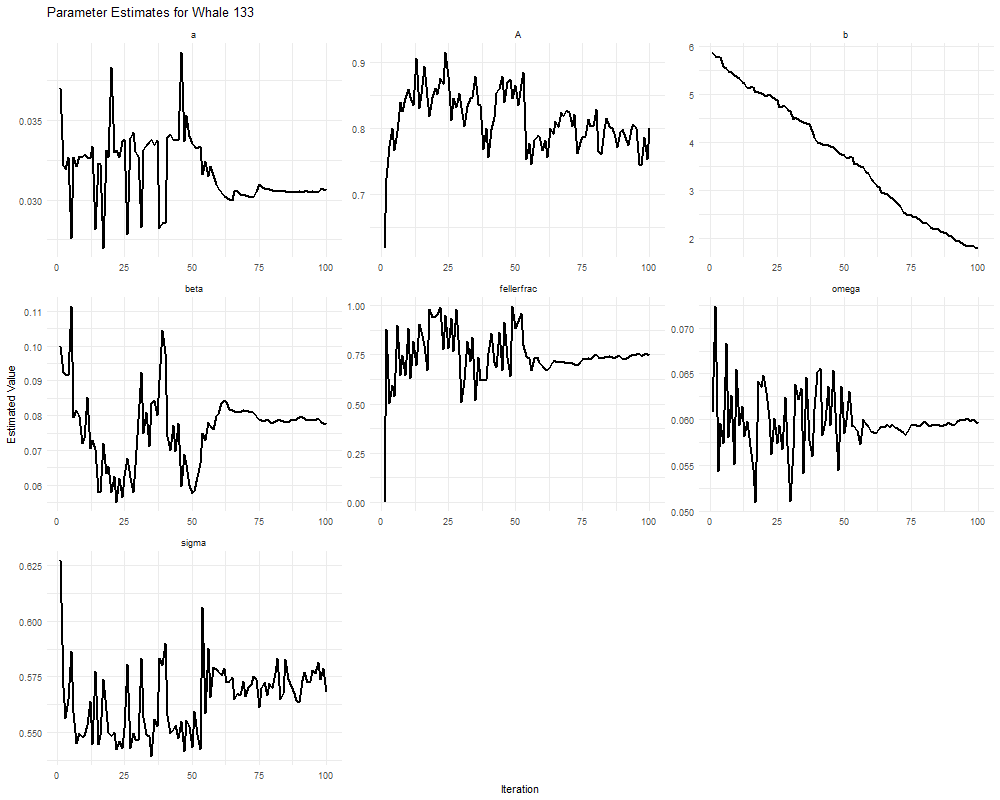 Parameter Estimates for Whale 133
a
A
b
0.035
0.030
0.9
0.8
0.7
6
5
4
3
2
0 25 50 75 100
0 25 50 75 100
0 25 50 75 100
beta
fellerfrac
omega
0.11
0.10
0.09
0.08
0.07
0.06
1.00
0.75
0.50
0.25
0.00
0.070
0.065
0.060
0.055
0.050
0 25 50 75 100
0 25 50 75 100
0 25 50 75 100
Estimated Value
sigma
0.625
0.600
0.575
0.550
0 25 50 75 100
Iteration